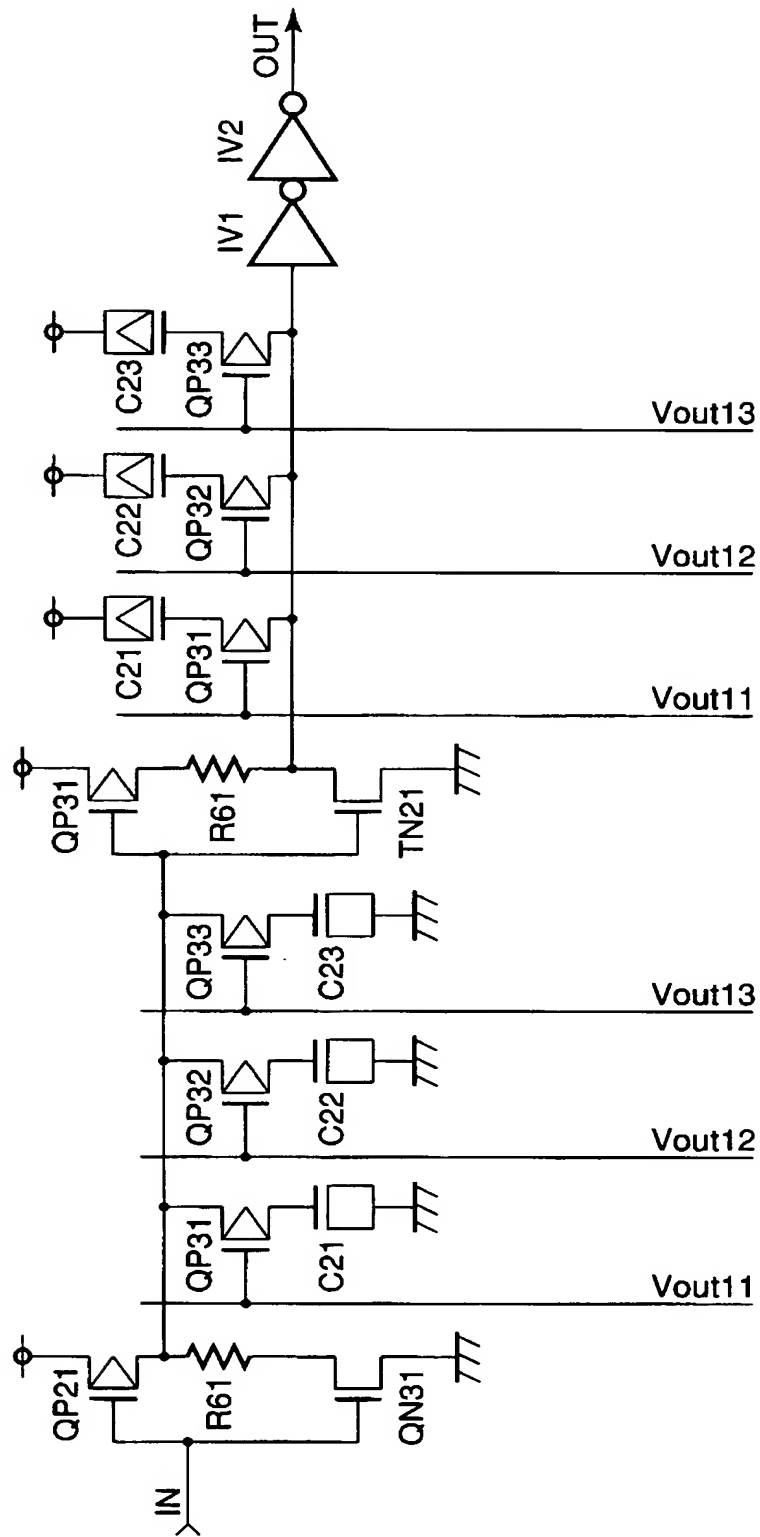 IN
QP21
R61
QN31
QP31
C21
Vout11
QP32
C22
Vout12
QP33
C23
Vout13
QP31
R61
TN21
C21
QP31
Vout11
C22
QP32
Vout12
C23
QP33
Vout13
IV1
IV2
OUT